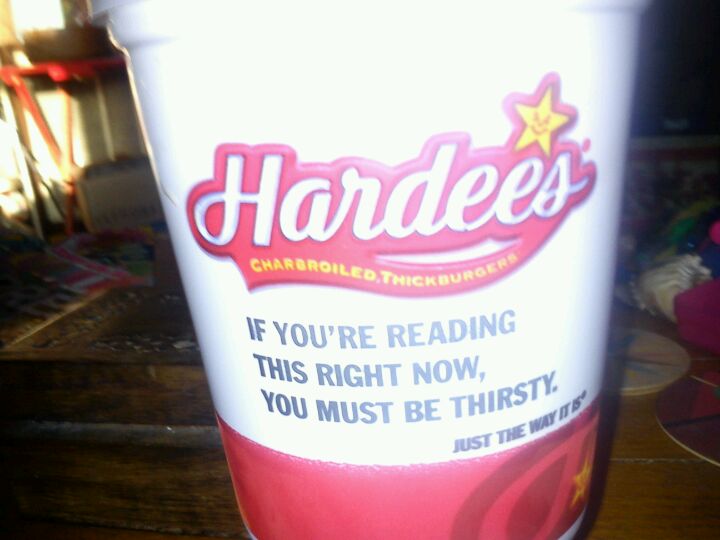 Hardee's
CHARBROILED THICKBURGERS
IF YOU'RE READING
THIS RIGHT NOW,
YOU MUST BE THIRSTY.
JUST THE WAY IT IS